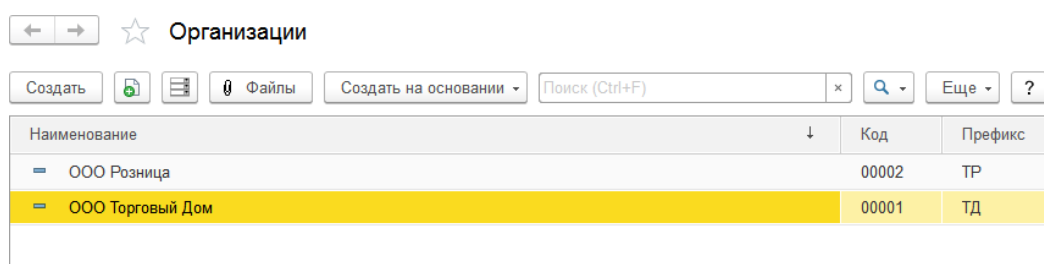 Организации
Создать Файлы Создать на основании Поиск (Ctrl+F) × Еще ?
Наименование ↓ Код Префикс
ООО Розница 00002 ТР
ООО Торговый Дом 00001 ТД